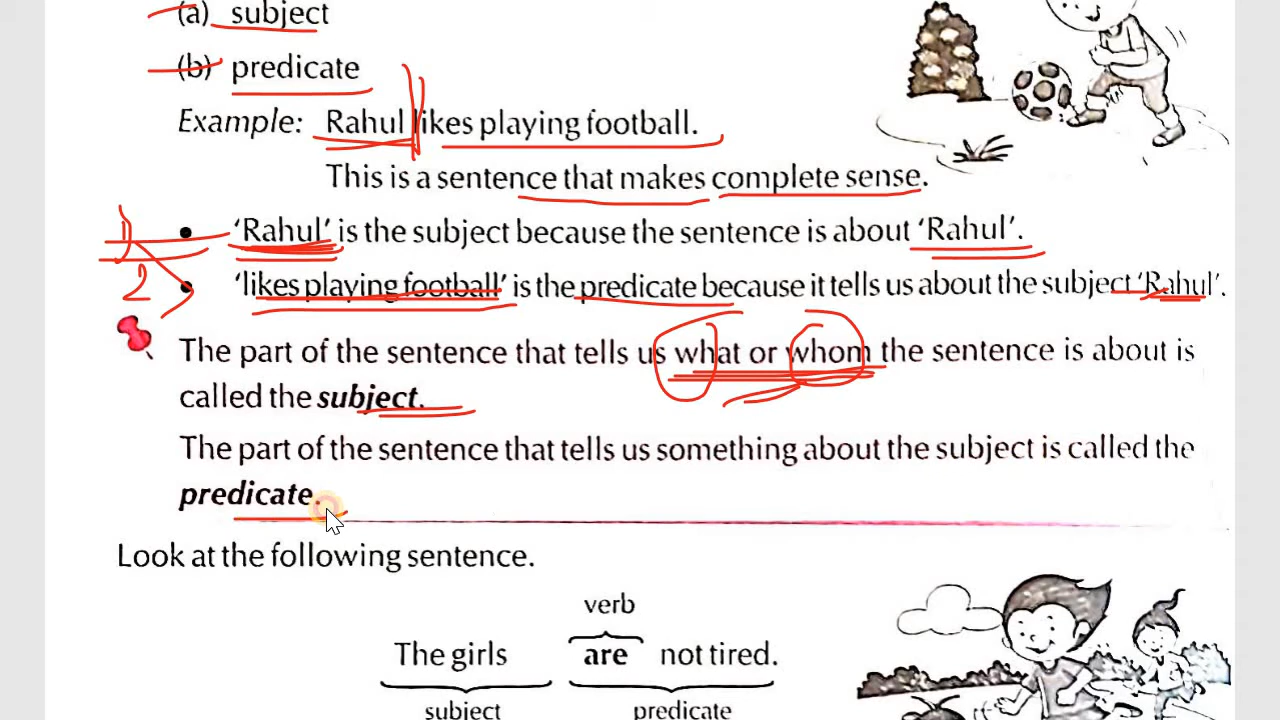 (a) subject
(b) predicate
Example: Rahul likes playing football.
This is a sentence that makes complete sense.
• ‘Rahul’ is the subject because the sentence is about ‘Rahul’.
• ‘likes playing football’ is the predicate because it tells us about the subject ‘Rahul’.
1
2
The part of the sentence that tells us what or whom the sentence is about is
called the subject.
The part of the sentence that tells us something about the subject is called the
predicate.
Look at the following sentence.
verb
The girls are not tired.
subject predicate